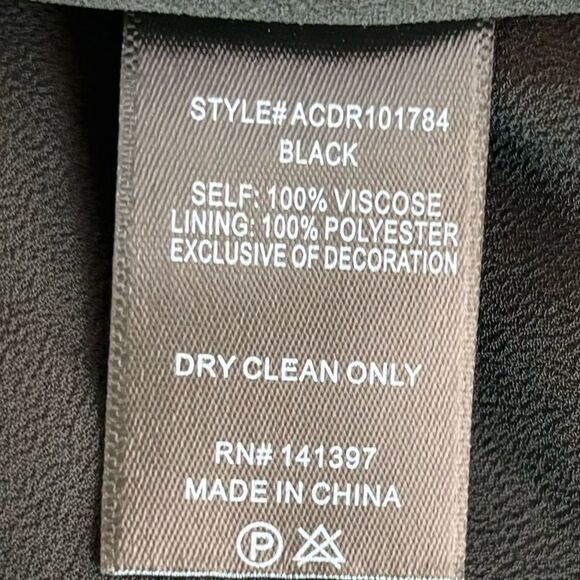 STYLE#ACDR101784
BLACK
SELF: 100% VISCOSE
LINING: 100% POLYESTER
EXCLUSIVE OF DECORATION
DRY CLEAN ONLY
RN# 141397
MADE IN CHINA
P